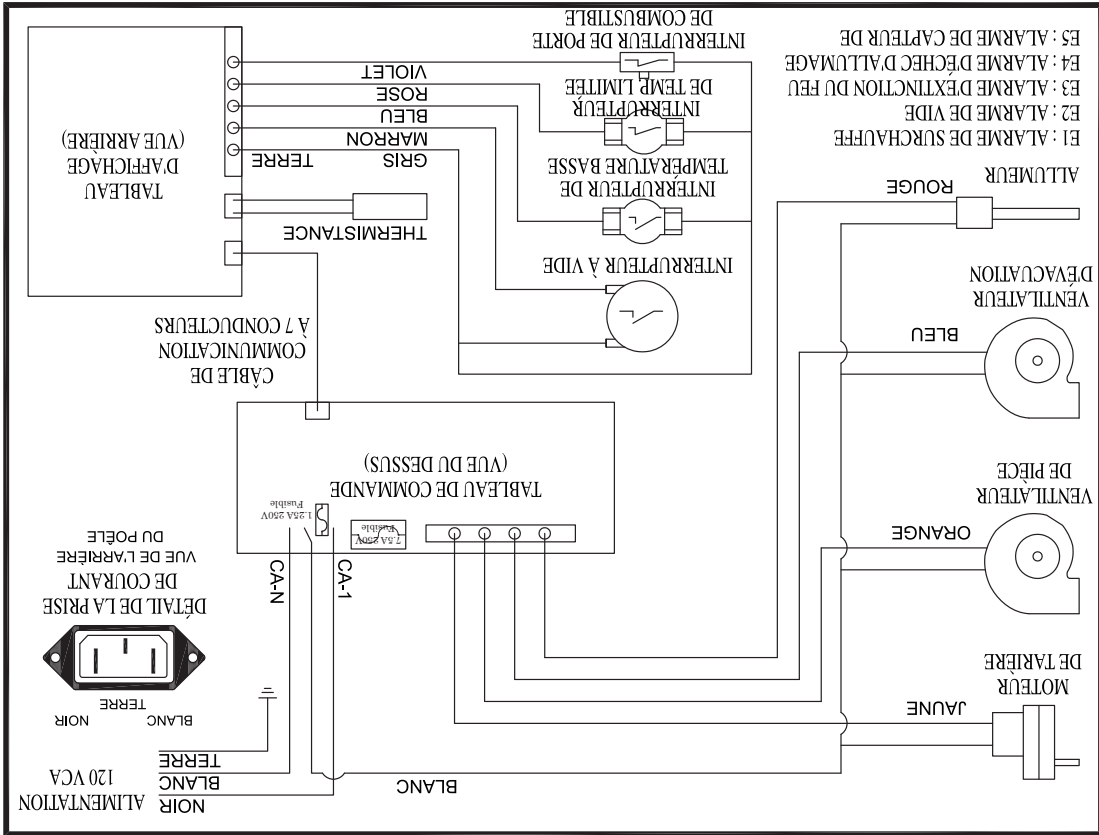 ALIMENTATION
120 VCA
NOIR
BLANC
TERRE
BLANC
MOTEUR
DE TARIÈRE
JAUNE
BLANC
TERRE
NOIR
DÉTAIL DE LA PRISE
DE COURANT
VUE DE L'ARRIÈRE
DU POÊLE
CA-N
CA-1
VENTILATEUR
DE PIÈCE
ORANGE
1.25A 250V
Fusible
7.5A 250V
Fusible
TABLEAU DE COMMANDE
(VUE DU DESSUS)
VENTILATEUR
D'ÉVACUATION
BLEU
CÂBLE DE
COMMUNICATION
À 7 CONDUCTEURS
ALLUMEUR
ROUGE
INTERRUPTEUR À VIDE
INTERRUPTEUR DE
TEMPÉRATURE BASSE
INTERRUPTEUR
DE TEMP LIMITÉE
INTERRUPTEUR DE PORTE
DE COMBUSTIBLE
THERMISTANCE
GRIS
TERRE
MARRON
BLEU
ROSE
VIOLET
TABLEAU
D'AFFICHAGE
(VUE ARRIÈRE)
E1 : ALARME DE SURCHAUFFE
E2 : ALARME DE VIDE
E3 : ALARME D'ÉXTINCTION DU FEU
E4 : ALARME D'ÉCHEC D'ALLUMAGE
E5 : ALARME DE CAPTEUR DE